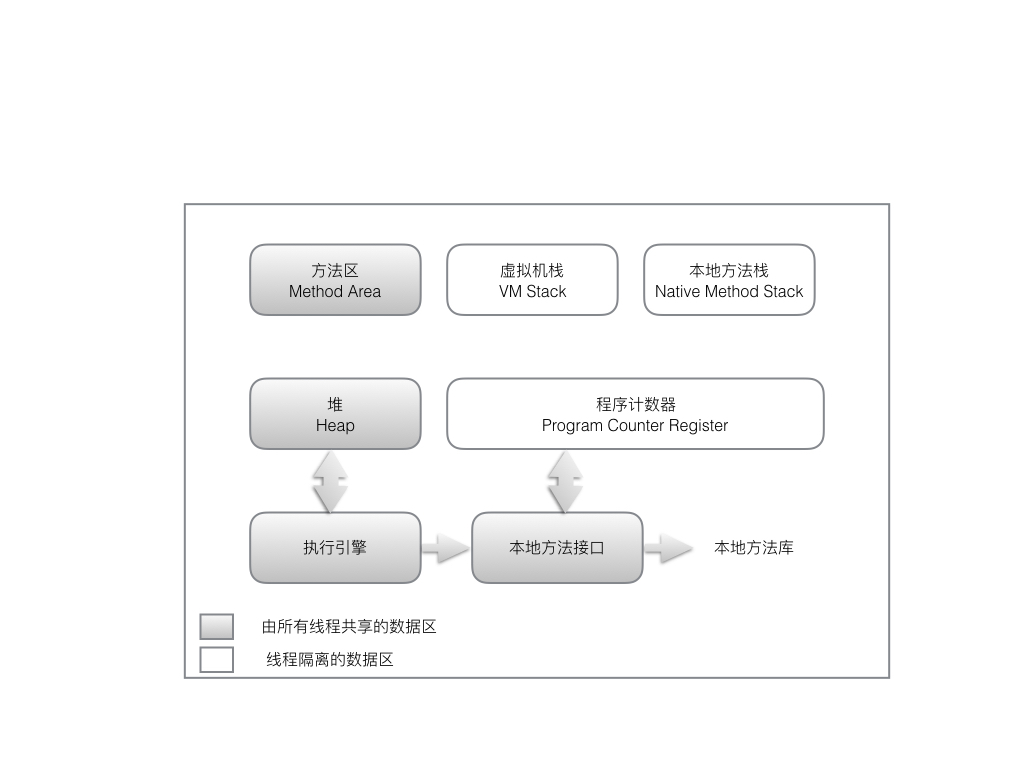 方法区
Method Area
虚拟机栈
VM Stack
本地方法栈
Native Method Stack
堆
Heap
程序计数器
Program Counter Register
执行引擎
本地方法接口
本地方法库
由所有线程共享的数据区
线程隔离的数据区